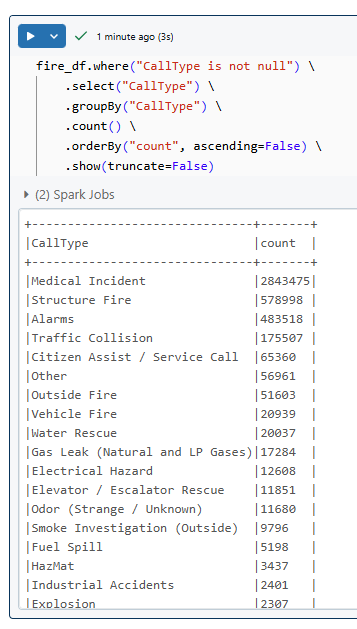 1 minute ago (3s)
fire_df.where("CallType is not null") \
.select("CallType") \
.groupBy("CallType") \
.count() \
.orderBy("count", ascending=False) \
.show(truncate=False)
(2) Spark Jobs
+-------------------------------+-------+
|CallType                       |count  |
+-------------------------------+-------+
|Medical Incident               |2843475|
|Structure Fire                 |578998 |
|Alarms                         |483518 |
|Traffic Collision              |175507 |
|Citizen Assist / Service Call  |65360  |
|Other                          |56961  |
|Outside Fire                   |51603  |
|Vehicle Fire                   |20939  |
|Water Rescue                   |20037  |
|Gas Leak (Natural and LP Gases)|17284  |
|Electrical Hazard              |12608  |
|Elevator / Escalator Rescue    |11851  |
|Odor (Strange / Unknown)       |11680  |
|Smoke Investigation (Outside)  |9796   |
|Fuel Spill                     |5198   |
|HazMat                         |3437   |
|Industrial Accidents           |2401   |
|Explosion                      |2307   |